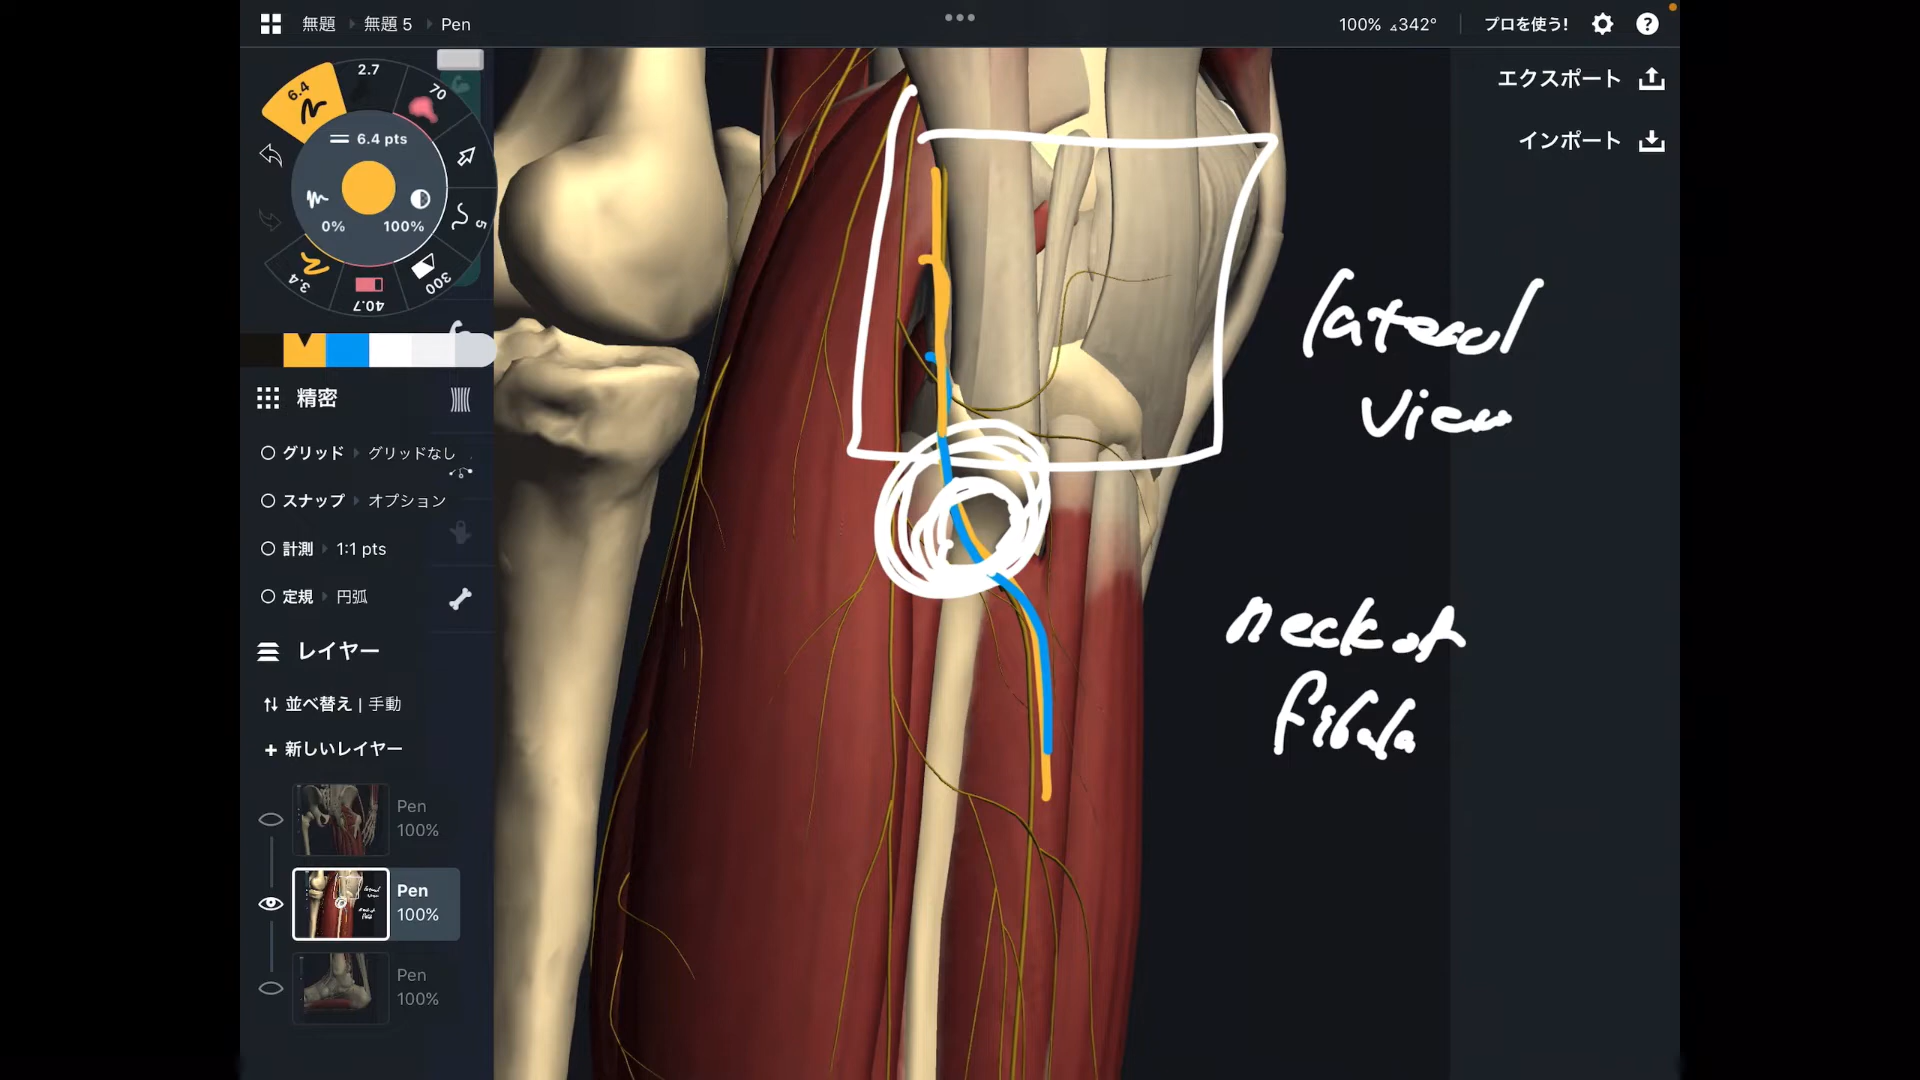 無題 無題 5 Pen
100% ⊿342° プロを使う!
エクスポート
インポート
2.7
6.4
70
6.4 pts
5
0% 100%
3.4
40.7
300
精密
グリッド グリッドなし
スナップ オプション
計測 1:1 pts
定規 円弧
レイヤー
並べ替え | 手動
+ 新しいレイヤー
Pen
100%
Pen
100%
Pen
100%
lateral
view
neck of
fibula